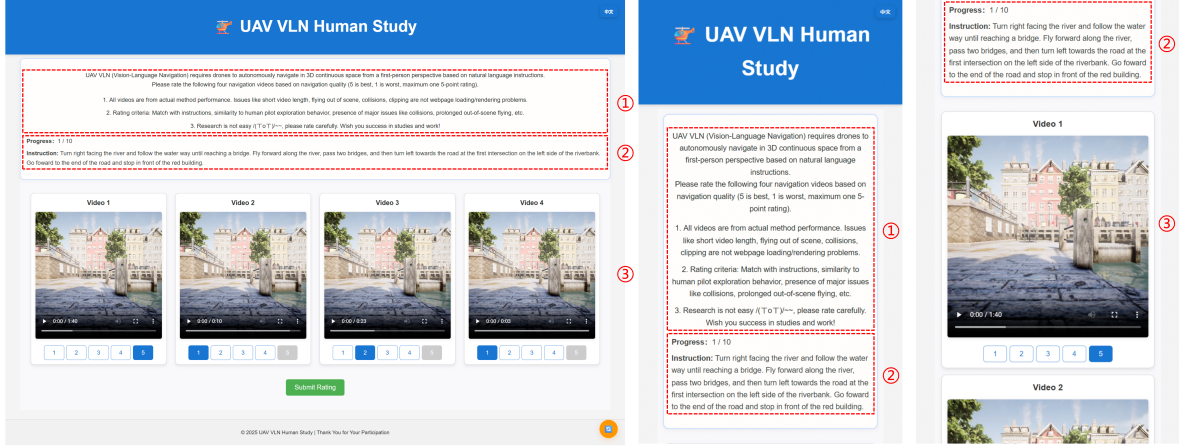 中文
🚁 UAV VLN Human Study
UAV VLN (Vision-Language Navigation) requires drones to autonomously navigate in 3D continuous space from a first-person perspective based on natural language instructions.
Please rate the following four navigation videos based on navigation quality (5 is best, 1 is worst, maximum one 5-point rating).
1. All videos are from actual method performance. Issues like short video length, flying out of scene, collisions, clipping are not webpage loading/rendering problems.
2. Rating criteria: Match with instructions, similarity to human pilot exploration behavior, presence of major issues like collisions, prolonged out-of-scene flying, etc.
3. Research is not easy /(ToT)/~~, please rate carefully. Wish you success in studies and work!
①
Progress: 1 / 10
Instruction: Turn right facing the river and follow the water way until reaching a bridge. Fly forward along the river, pass two bridges, and then turn left towards the road at the first intersection on the left side of the riverbank.
Go foward to the end of the road and stop in front of the red building.
②
Video 1
Video 2
Video 3
Video 4
0:00 / 1:40
0:00 / 0:10
0:00 / 0:23
0:00 / 0:03
1 2 3 4 5
1 2 3 4 5
1 2 3 4 5
1 2 3 4 5
③
Submit Rating
© 2025 UAV VLN Human Study | Thank You for Your Participation
中文
🚁 UAV VLN Human
Study
UAV VLN (Vision-Language Navigation) requires drones to
autonomously navigate in 3D continuous space from a
first-person perspective based on natural language
instructions.
Please rate the following four navigation videos based on
navigation quality (5 is best, 1 is worst, maximum one 5-
point rating).
1. All videos are from actual method performance. Issues
like short video length, flying out of scene, collisions,
clipping are not webpage loading/rendering problems.
2. Rating criteria: Match with instructions, similarity to
human pilot exploration behavior, presence of major issues
like collisions, prolonged out-of-scene flying, etc.
3. Research is not easy /(ToT)/~~, please rate carefully.
Wish you success in studies and work!
①
Progress: 1 / 10
Instruction: Turn right facing the river and follow the water
way until reaching a bridge. Fly forward along the river,
pass two bridges, and then turn left towards the road at the
first intersection on the left side of the riverbank. Go foward
to the end of the road and stop in front of the red building.
②
Progress: 1 / 10
Instruction: Turn right facing the river and follow the water
way until reaching a bridge. Fly forward along the river,
pass two bridges, and then turn left towards the road at the
first intersection on the left side of the riverbank. Go foward
to the end of the road and stop in front of the red building.
②
Video 1
0:00 / 1:40
1 2 3 4 5
③
Video 2